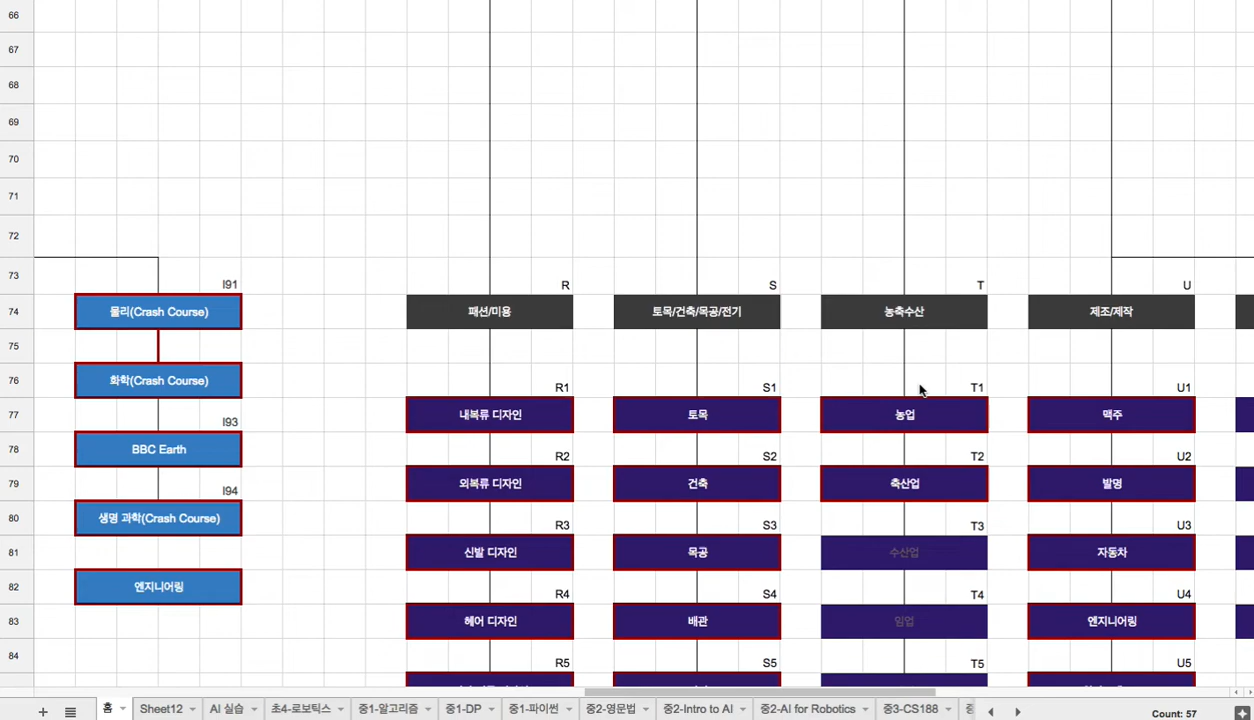 66
67
68
69
70
71
72
73
I91
R
S
T
U
74
물리(Crash Course)
패션/미용
토목/건축/목공/전기
농축수산
제조/제작
75
76
화학(Crash Course)
R1
S1
T1
U1
77
내복류 디자인
토목
농업
맥주
I93
78
BBC Earth
R2
S2
T2
U2
79
외복류 디자인
건축
축산업
발명
I94
80
생명 과학(Crash Course)
R3
S3
T3
U3
81
신발 디자인
목공
수산업
자동차
82
엔지니어링
R4
S4
T4
U4
83
헤어 디자인
배관
임업
엔지니어링
84
R5
S5
T5
U5
홈 Sheet12 AI 실습 초4-로보틱스 중1-알고리즘 중1-DP 중1-파이썬 중2-영문법 중2-Intro to AI 중2-AI for Robotics 중3-CS188
Count: 57